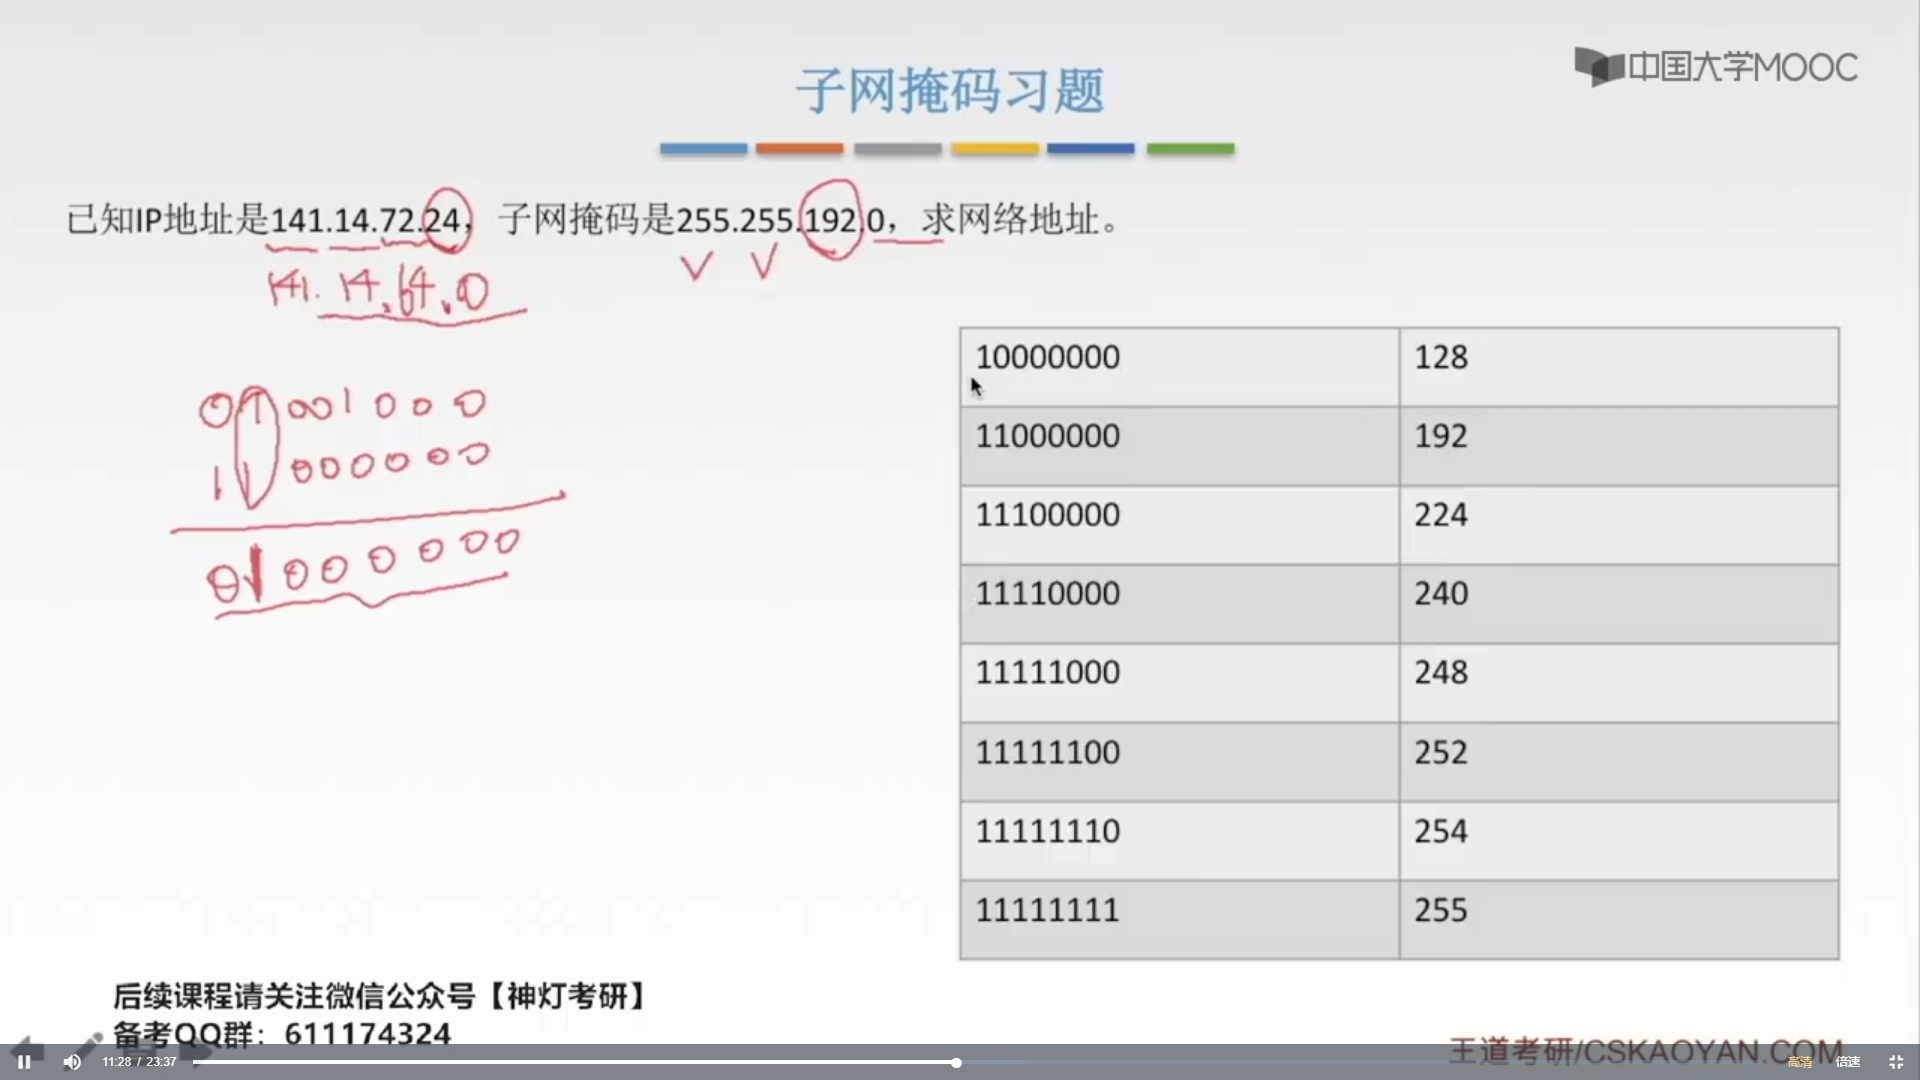 中国大学MOOC
子网掩码习题
已知IP地址是141.14.72.24，子网掩码是255.255.192.0，求网络地址。
141.14.64.0
01001000
11000000
01000000
10000000 128
11000000 192
11100000 224
11110000 240
11111000 248
11111100 252
11111110 254
11111111 255
后续课程请关注微信公众号【神灯考研】
备考QQ群：611174324
王道考研/CSKAOYAN.COM
11:28 / 23:37 高清 倍速